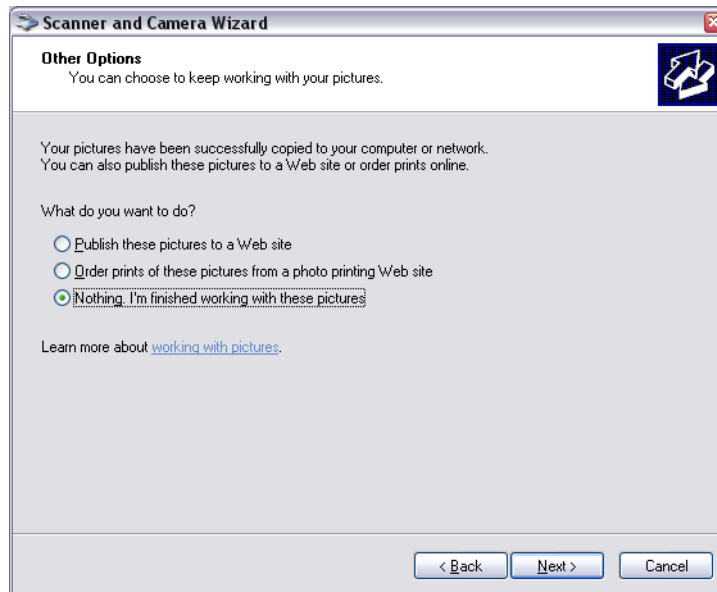 Scanner and Camera Wizard
Other Options
You can choose to keep working with your pictures.
Your pictures have been successfully copied to your computer or network.
You can also publish these pictures to a Web site or order prints online.
What do you want to do?
Publish these pictures to a Web site
Order prints of these pictures from a photo printing Web site
Nothing. I'm finished working with these pictures
Learn more about working with pictures.
< Back Next > Cancel